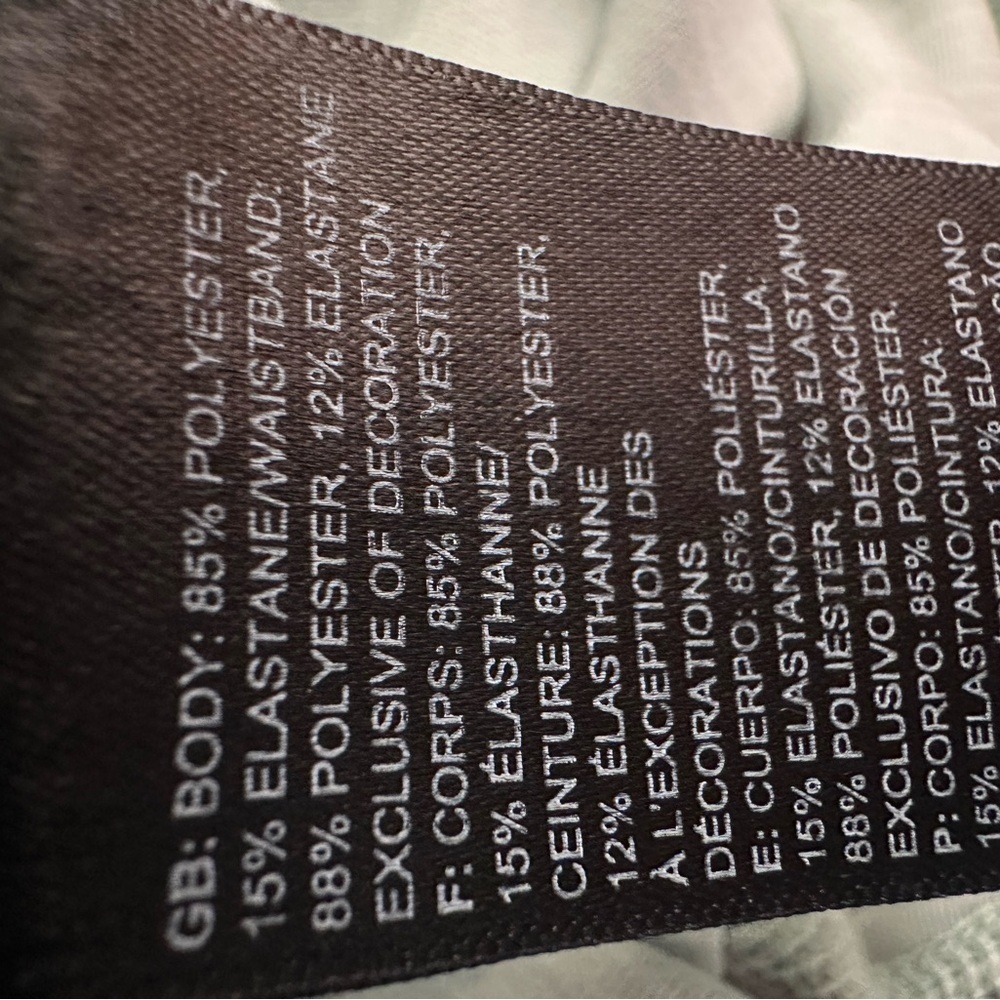 GB: BODY: 85% POLYESTER,
15% ELASTANE/WAISTBAND:
88% POLYESTER, 12% ELASTANE
EXCLUSIVE OF DECORATION
F: CORPS: 85% POLYESTER,
15% ÉLASTHANNE/
CEINTURE: 88% POLYESTER,
12% ÉLASTHANNE
À L'EXCEPTION DES
DÉCORATIONS
E: CUERPO: 85% POLIÉSTER,
15% ELASTANO/CINTURILLA:
88% POLIÉSTER, 12% ELASTANO
EXCLUSIVO DE DECORACIÓN
P: CORPO: 85% POLIÉSTER,
15% ELASTANO/CINTURA:
12% ELASTANO